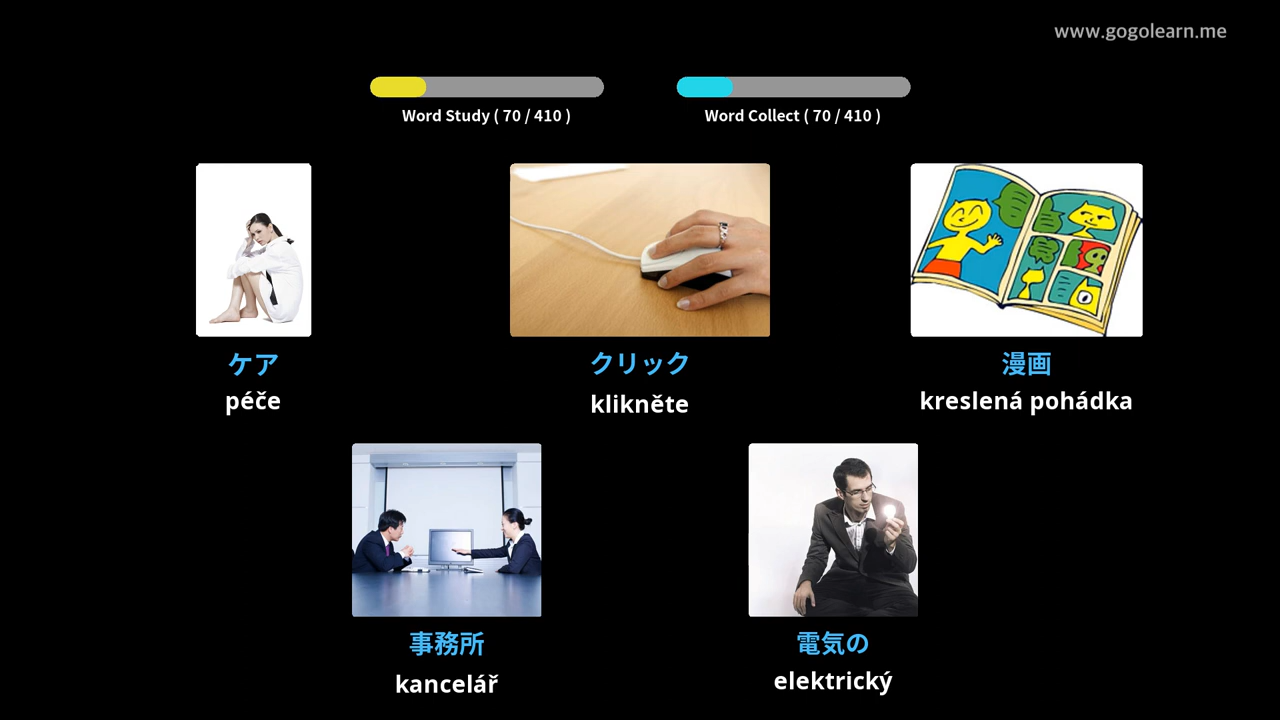 www.gogolearn.me
Word Study ( 70 / 410 )
Word Collect ( 70 / 410 )
ケア
péče
クリック
klikněte
漫画
kreslená pohádka
事務所
kancelář
電気の
elektrický